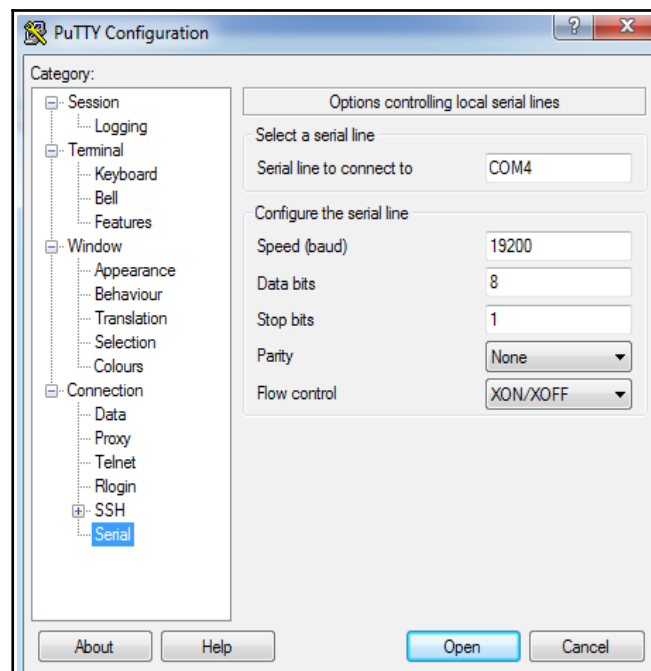 PuTTY Configuration
Category:
Session
Logging
Terminal
Keyboard
Bell
Features
Window
Appearance
Behaviour
Translation
Selection
Colours
Connection
Data
Proxy
Telnet
Rlogin
SSH
Serial
Options controlling local serial lines
Select a serial line
Serial line to connect to COM4
Configure the serial line
Speed (baud) 19200
Data bits 8
Stop bits 1
Parity None
Flow control XON/XOFF
About Help Open Cancel